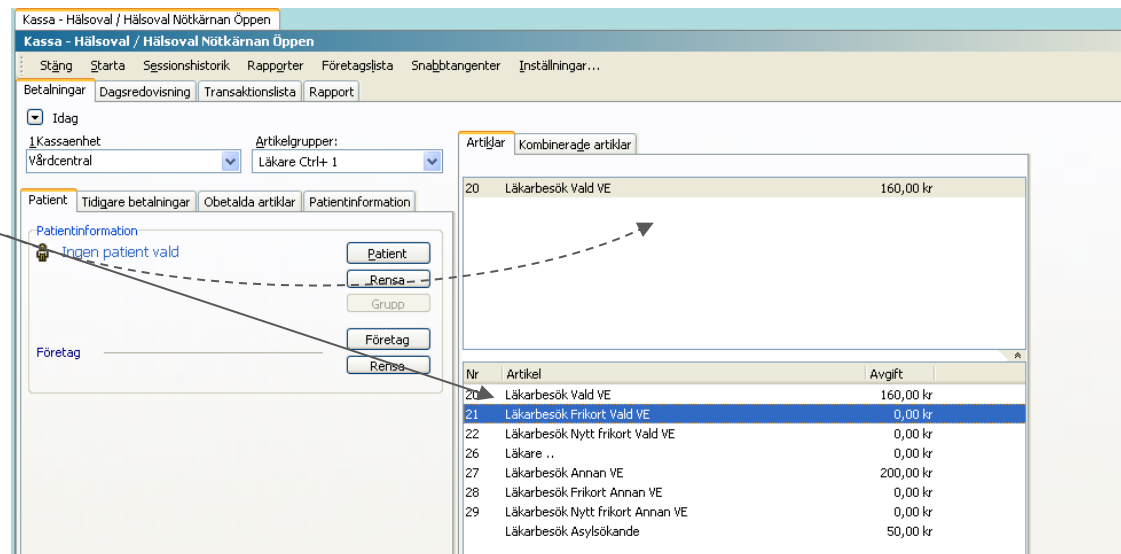 Kassa - Hälsoval / Hälsoval Nötkärnan Öppen
Kassa - Hälsoval / Hälsoval Nötkärnan Öppen
Stäng Starta Sessionshistorik Rapporter Företagslista Snabbtangenter Inställningar...
Betalningar Dagsredovisning Transaktionslista Rapport
Idag
1Kassaenhet Artikelgrupper:
Vårdcentral Läkare Ctrl+ 1
Artiklar Kombinerade artiklar
20 Läkarbesök Vald VE 160,00 kr
Patient Tidigare betalningar Obetalda artiklar Patientinformation
Patientinformation
Ingen patient vald
Patient
Rensa
Grupp
Företag
Företag
Rensa
Nr Artikel Avgift
20 Läkarbesök Vald VE 160,00 kr
21 Läkarbesök Frikort Vald VE 0,00 kr
22 Läkarbesök Nytt frikort Vald VE 0,00 kr
26 Läkare .. 0,00 kr
27 Läkarbesök Annan VE 200,00 kr
28 Läkarbesök Frikort Annan VE 0,00 kr
29 Läkarbesök Nytt frikort Annan VE 0,00 kr
Läkarbesök Asylsökande 50,00 kr